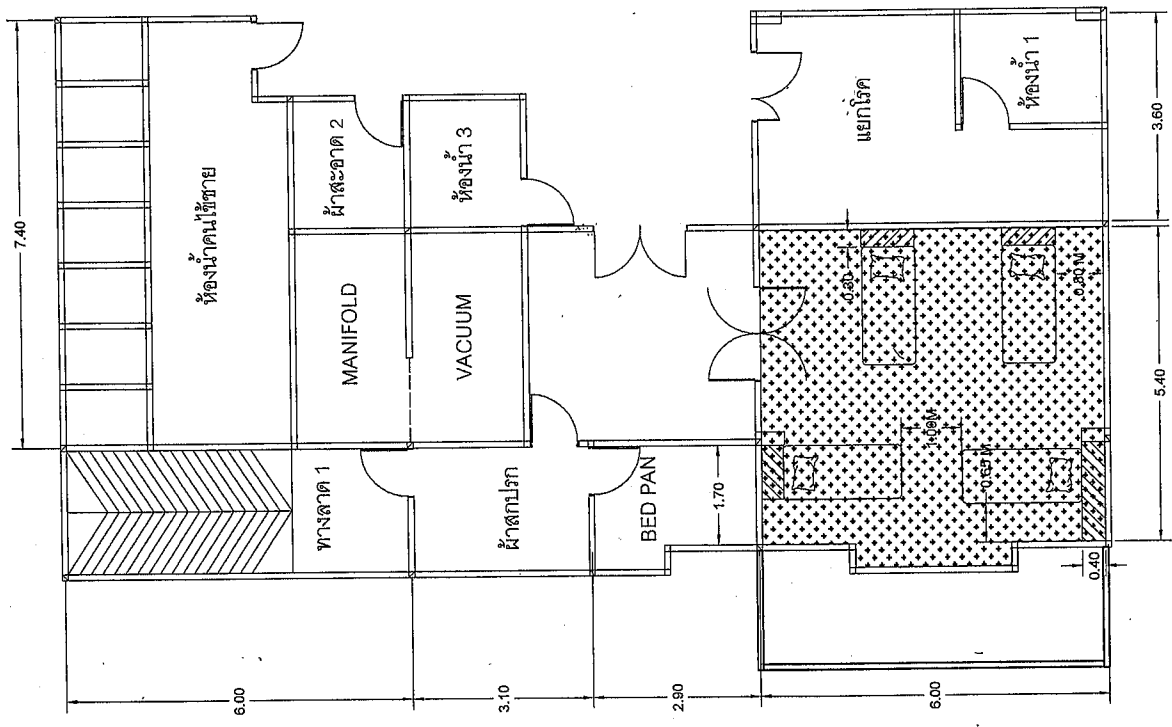 7.40
ห้องน้ำคนไข้ชาย
ผ้าสะอาด 2
ห้องน้ำ 3
แยกโรค
ห้องน้ำ 1
3.60
MANIFOLD
VACUUM
0.30
0.80 M
5.40
ทางลาด 1
ผ้าสกปรก
BED PAN
1.70
1.00M
0.65 M
0.40
6.00
3.10
2.90
6.00